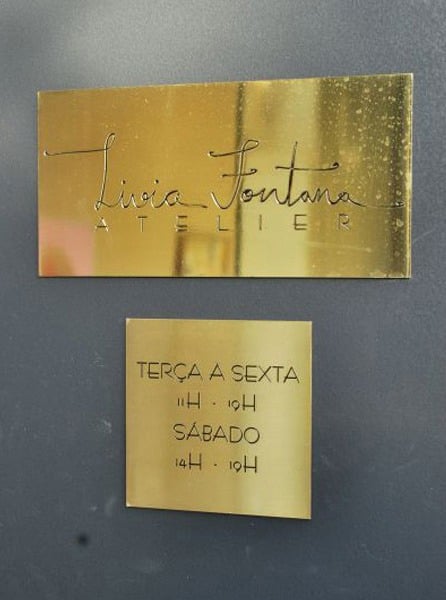 Livia Fontana
ATELIER
TERÇA A SEXTA
11H - 19H
SÁBADO
14H - 19H